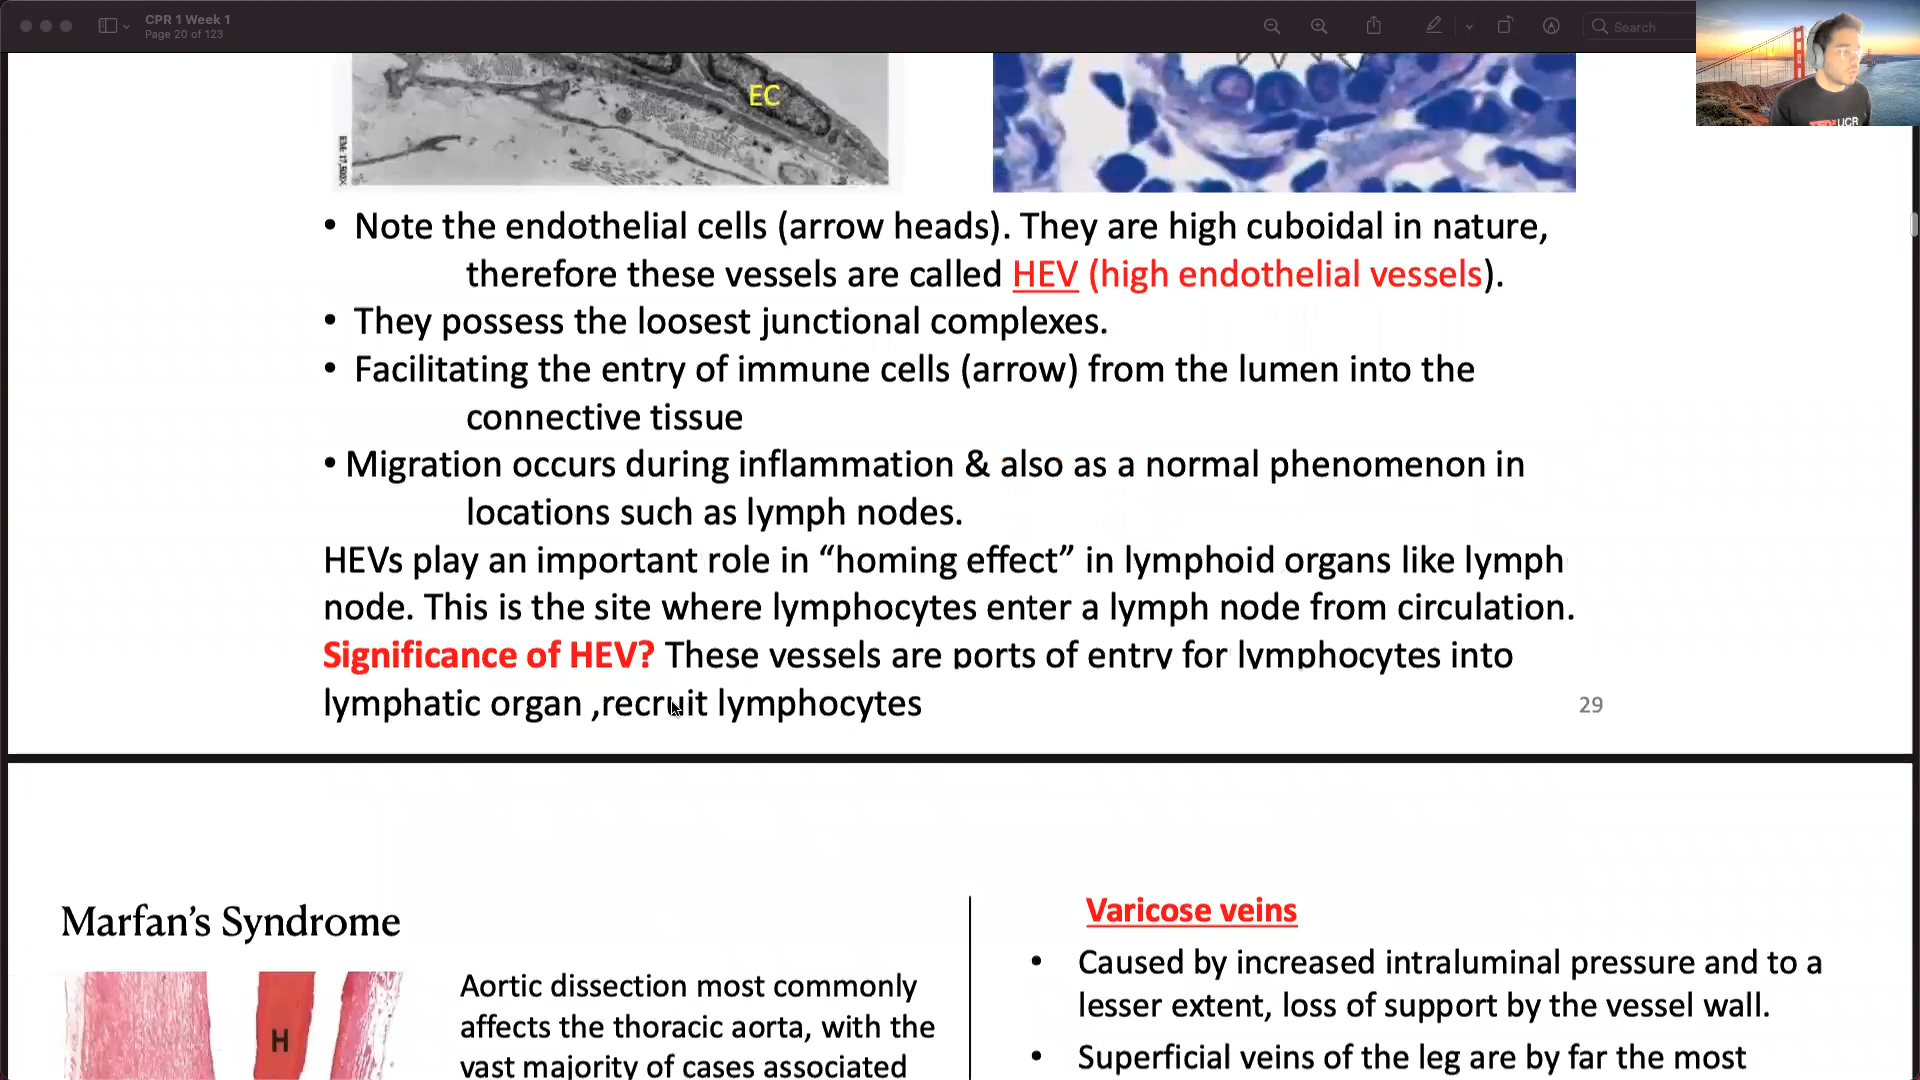 CPR 1 Week 1
Page 20 of 123
Search
UCR
EC
• Note the endothelial cells (arrow heads). They are high cuboidal in nature,
therefore these vessels are called HEV (high endothelial vessels).
• They possess the loosest junctional complexes.
• Facilitating the entry of immune cells (arrow) from the lumen into the
connective tissue
• Migration occurs during inflammation & also as a normal phenomenon in
locations such as lymph nodes.
HEVs play an important role in “homing effect” in lymphoid organs like lymph
node. This is the site where lymphocytes enter a lymph node from circulation.
Significance of HEV? These vessels are ports of entry for lymphocytes into
lymphatic organ ,recruit lymphocytes
29
Marfan’s Syndrome
H
Aortic dissection most commonly
affects the thoracic aorta, with the
vast majority of cases associated
Varicose veins
• Caused by increased intraluminal pressure and to a
lesser extent, loss of support by the vessel wall.
• Superficial veins of the leg are by far the most